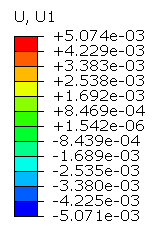 U, U1
+5.074e-03
+4.229e-03
+3.383e-03
+2.538e-03
+1.692e-03
+8.469e-04
+1.542e-06
-8.439e-04
-1.689e-03
-2.535e-03
-3.380e-03
-4.225e-03
-5.071e-03